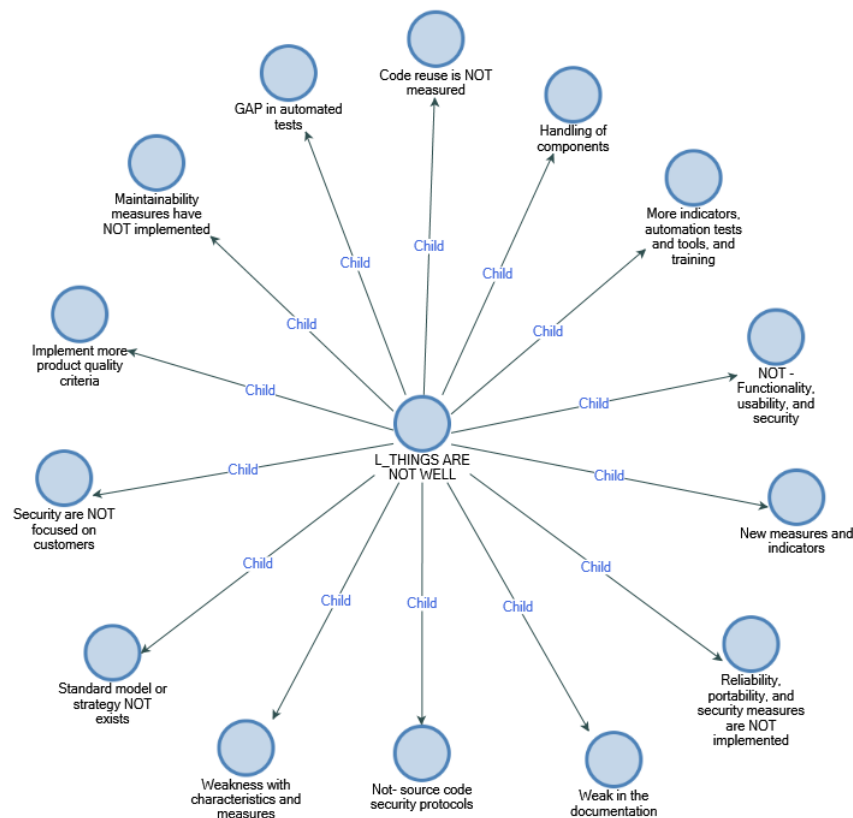 Code reuse is NOT
measured
GAP in automated
tests
Handling of
components
Maintainability
measures have
NOT implemented
More indicators,
automation tests
and tools, and
training
Child
Child
Child
Child
Child
Implement more
product quality
criteria
Child
NOT -
Functionality,
usability, and
security
Child
L_THINGS ARE
NOT WELL
Child
Child
Security are NOT
focused on
customers
New measures and
indicators
Child
Child
Child
Child
Standard model or
strategy NOT
exists
Reliability,
portability, and
security measures
are NOT
implemented
Weakness with
characteristics and
measures
Not- source code
security protocols
Weak in the
documentation